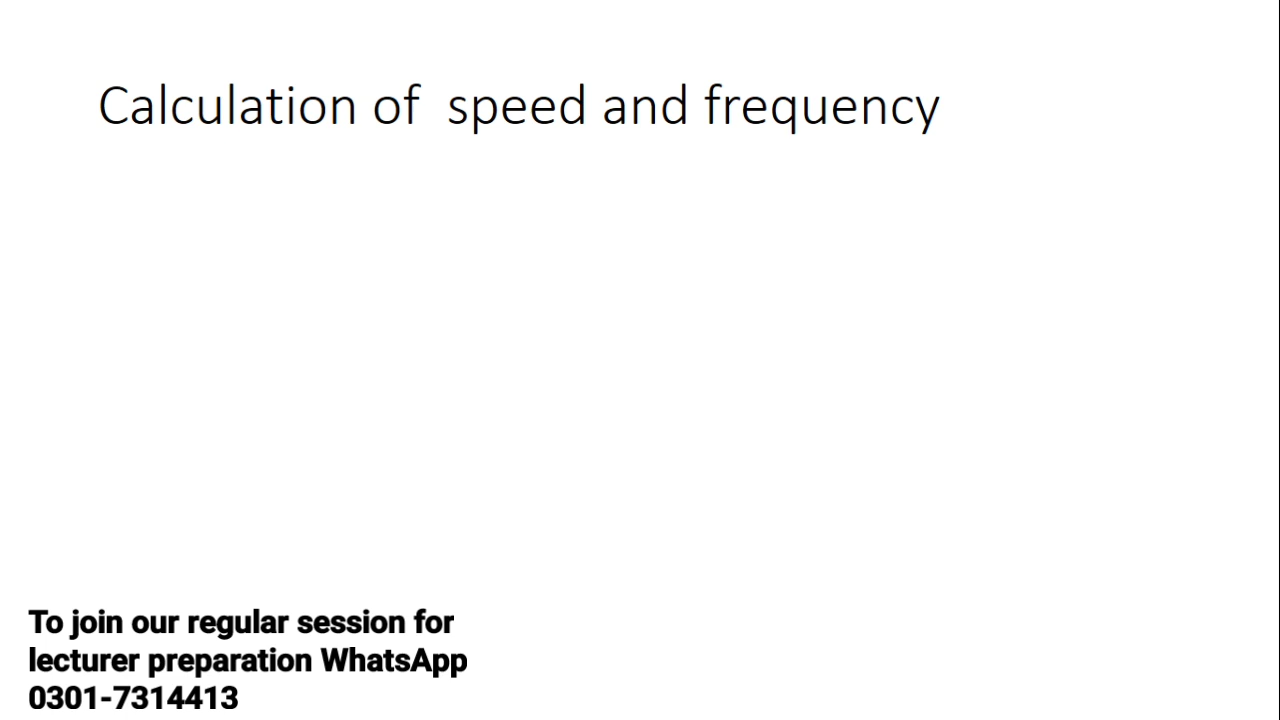 Calculation of  speed and frequency
To join our regular session for
lecturer preparation WhatsApp
0301-7314413